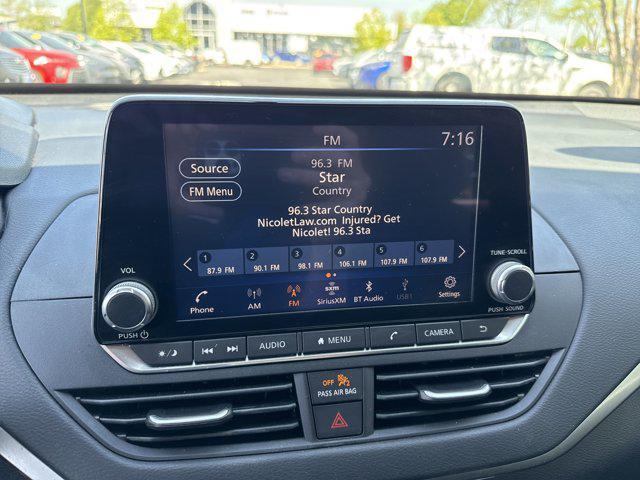 FM
7:16
Source
FM Menu
96.3 FM
Star
Country
96.3 Star Country
NicoletLaw.com Injured? Get
Nicolet! 96.3 Sta
1 2 3 4 5 6
87.9 FM 90.1 FM 98.1 FM 106.1 FM 107.9 FM 107.9 FM
sxm
Phone AM FM SiriusXM BT Audio USB1 Settings
VOL
PUSH
TUNE-SCROLL
PUSH SOUND
AUDIO MENU CAMERA
OFF 2
PASS AIR BAG